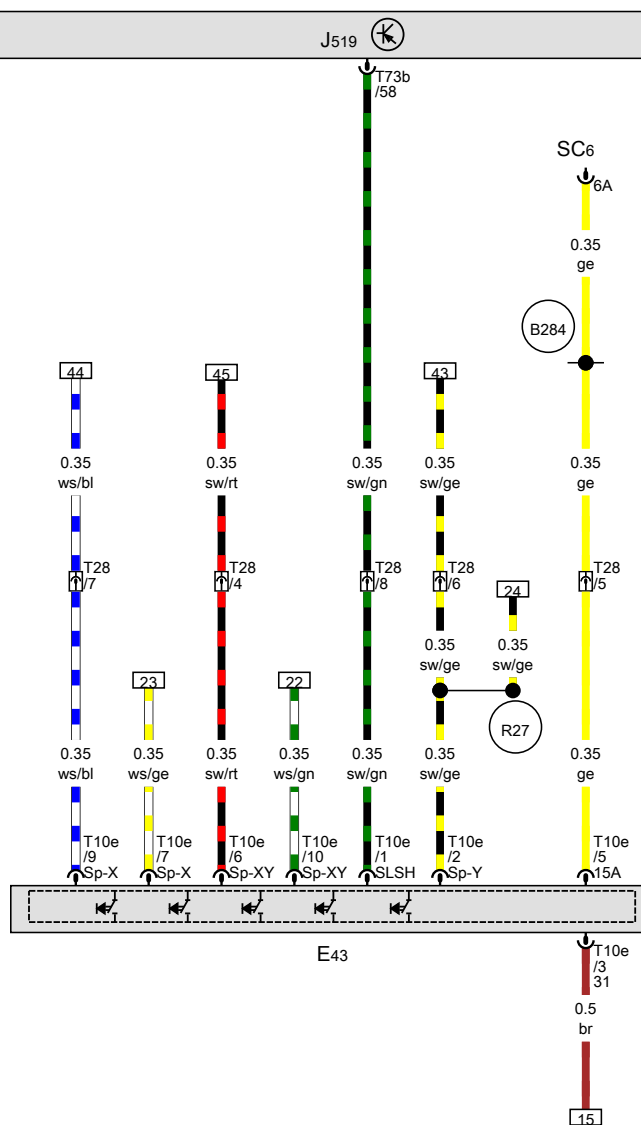 J519
T73b
/58
SC6
6A
0.35
ge
B284
44
45
43
0.35
ws/bl
0.35
sw/rt
0.35
sw/gn
0.35
sw/ge
0.35
ge
T28
/7
T28
/4
T28
/8
T28
/6
T28
/5
24
0.35
sw/ge
0.35
sw/ge
23
22
R27
0.35
ws/bl
0.35
ws/ge
0.35
sw/rt
0.35
ws/gn
0.35
sw/gn
0.35
sw/ge
0.35
ge
T10e
/9
Sp-X
T10e
/7
Sp-X
T10e
/6
Sp-XY
T10e
/10
Sp-XY
T10e
/1
SLSH
T10e
/2
Sp-Y
T10e
/5
15A
E43
T10e
/3
31
0.5
br
15